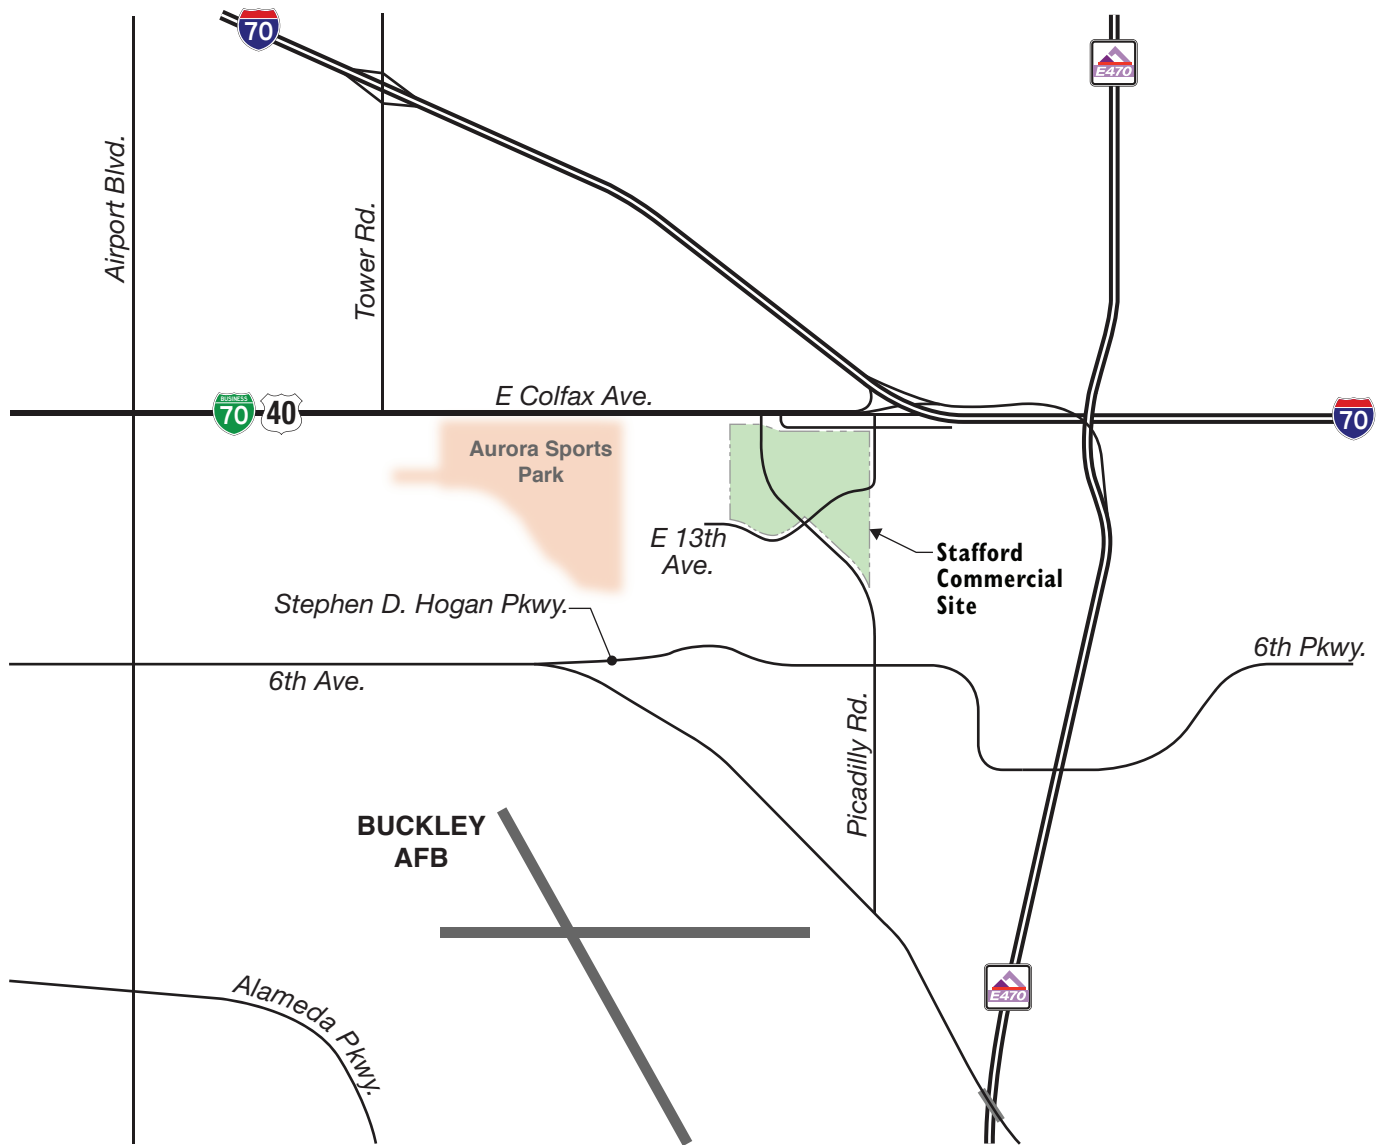 70
E470
Airport Blvd.
Tower Rd.
E Colfax Ave.
BUSINESS
70
40
70
Aurora Sports
Park
E 13th
Ave.
Stafford
Commercial
Site
Stephen D. Hogan Pkwy.
6th Pkwy.
6th Ave.
Picadilly Rd.
BUCKLEY
AFB
E470
Alameda Pkwy.